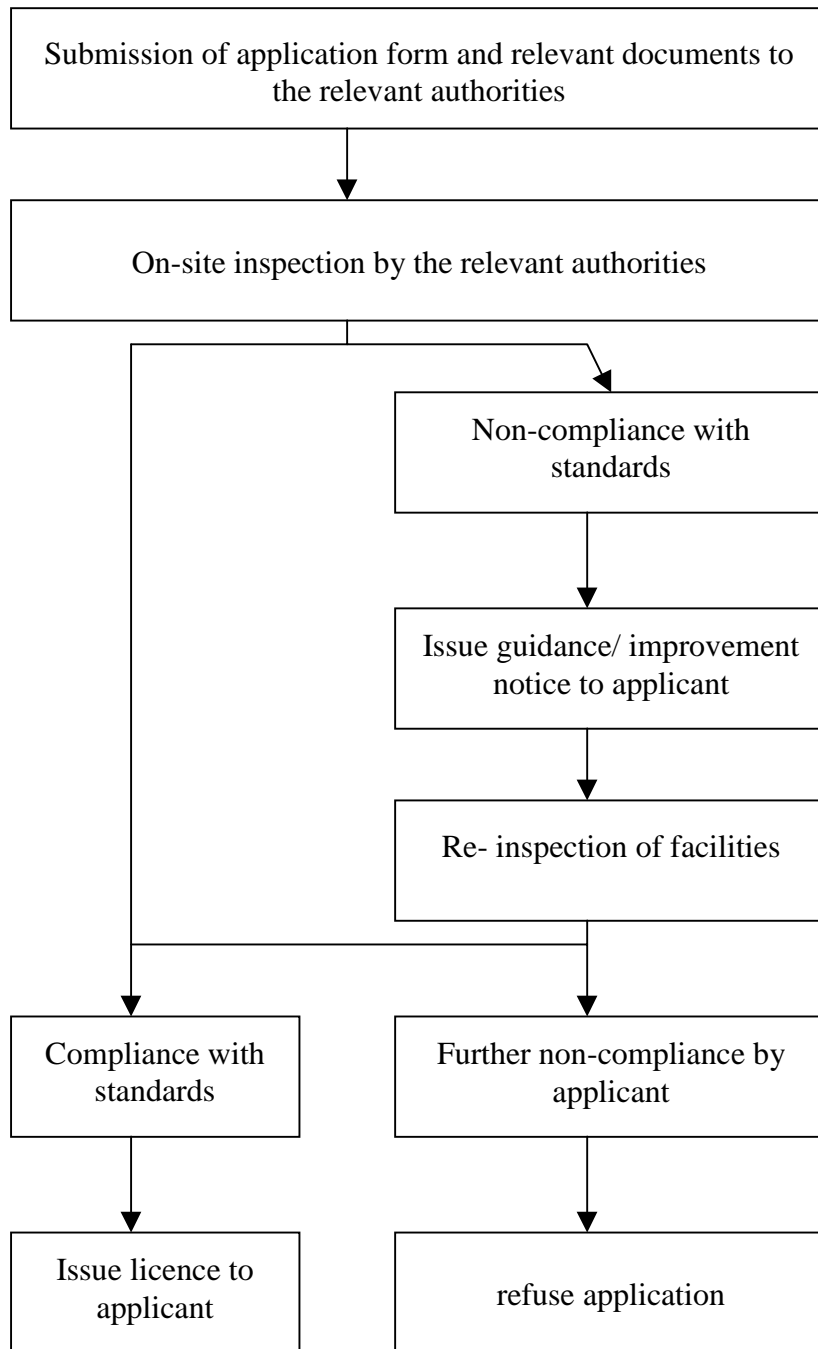 Submission of application form and relevant documents to
the relevant authorities
On-site inspection by the relevant authorities
Non-compliance with
standards
Issue guidance/ improvement
notice to applicant
Re- inspection of facilities
Compliance with
standards
Further non-compliance by
applicant
Issue licence to
applicant
refuse application